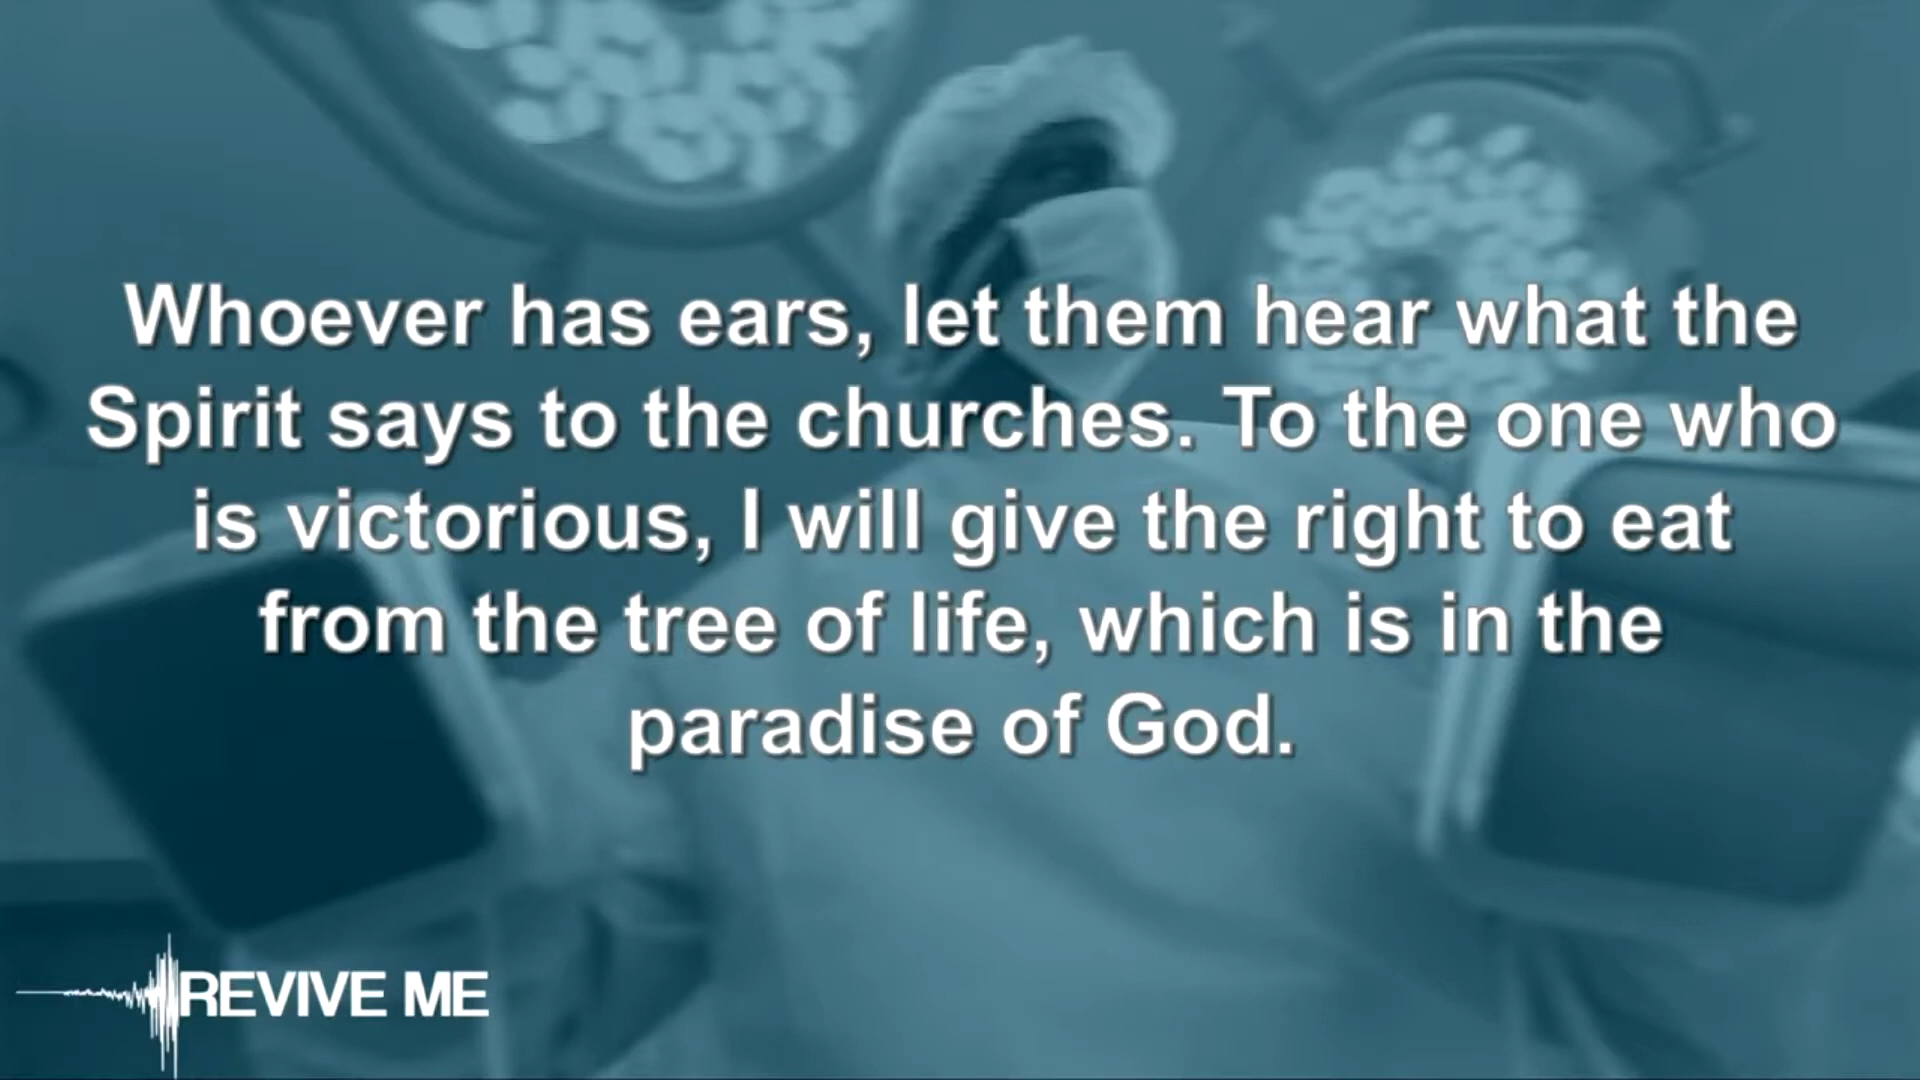 Whoever has ears, let them hear what the
Spirit says to the churches. To the one who
is victorious, I will give the right to eat
from the tree of life, which is in the
paradise of God.
REVIVE ME